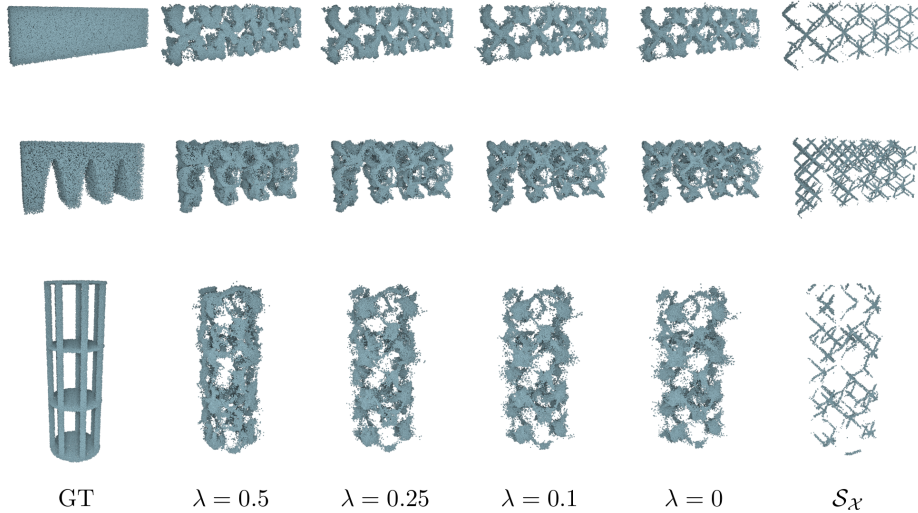 GT λ = 0.5 λ = 0.25 λ = 0.1 λ = 0 𝒮_𝒳